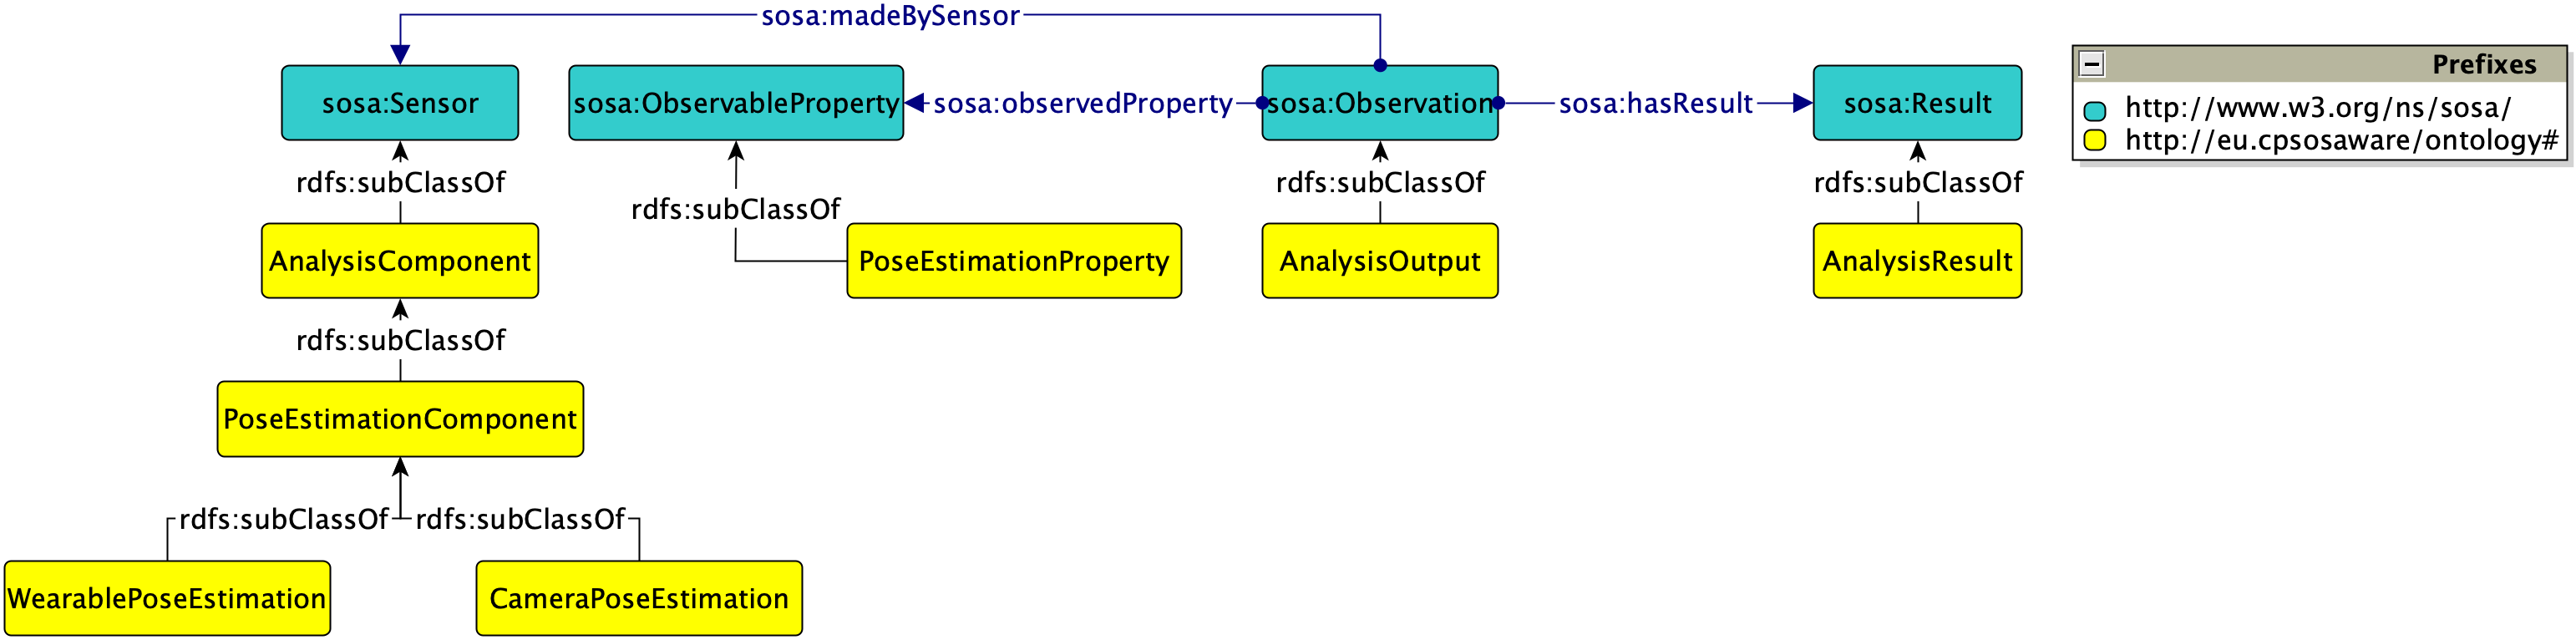 sosa:madeBySensor
sosa:Sensor
sosa:ObservableProperty
sosa:observedProperty
sosa:Observation
sosa:hasResult
sosa:Result
Prefixes
http://www.w3.org/ns/sosa/
http://eu.cpsosaware/ontology#
rdfs:subClassOf
rdfs:subClassOf
rdfs:subClassOf
rdfs:subClassOf
AnalysisComponent
PoseEstimationProperty
AnalysisOutput
AnalysisResult
rdfs:subClassOf
PoseEstimationComponent
rdfs:subClassOf
rdfs:subClassOf
WearablePoseEstimation
CameraPoseEstimation